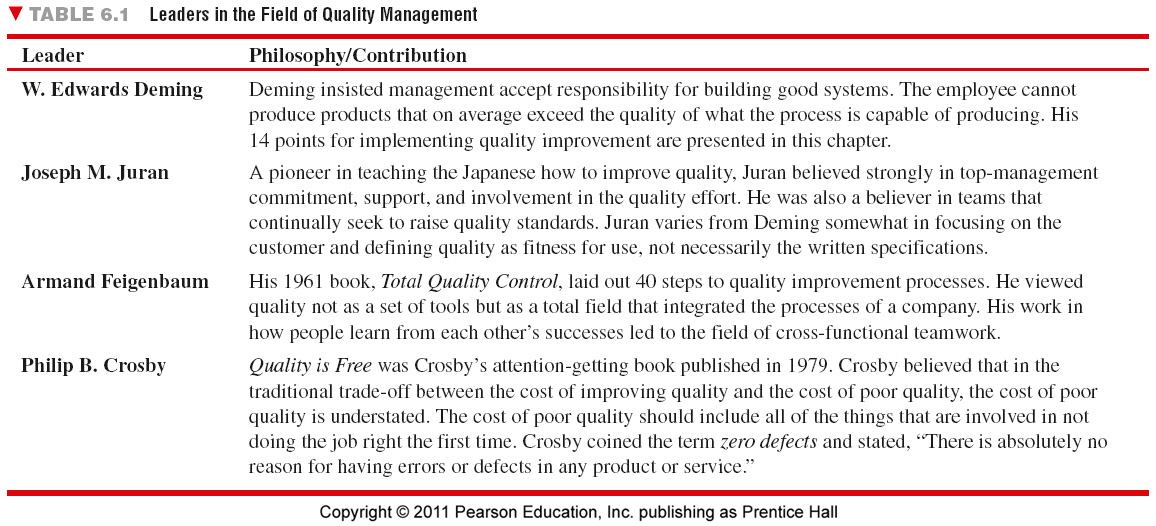 ▼ TABLE 6.1 Leaders in the Field of Quality Management
Leader Philosophy/Contribution
W. Edwards Deming Deming insisted management accept responsibility for building good systems. The employee cannot
produce products that on average exceed the quality of what the process is capable of producing. His
14 points for implementing quality improvement are presented in this chapter.
Joseph M. Juran A pioneer in teaching the Japanese how to improve quality, Juran believed strongly in top-management
commitment, support, and involvement in the quality effort. He was also a believer in teams that
continually seek to raise quality standards. Juran varies from Deming somewhat in focusing on the
customer and defining quality as fitness for use, not necessarily the written specifications.
Armand Feigenbaum His 1961 book, Total Quality Control, laid out 40 steps to quality improvement processes. He viewed
quality not as a set of tools but as a total field that integrated the processes of a company. His work in
how people learn from each other’s successes led to the field of cross-functional teamwork.
Philip B. Crosby Quality is Free was Crosby’s attention-getting book published in 1979. Crosby believed that in the
traditional trade-off between the cost of improving quality and the cost of poor quality, the cost of poor
quality is understated. The cost of poor quality should include all of the things that are involved in not
doing the job right the first time. Crosby coined the term zero defects and stated, “There is absolutely no
reason for having errors or defects in any product or service.”
Copyright © 2011 Pearson Education, Inc. publishing as Prentice Hall